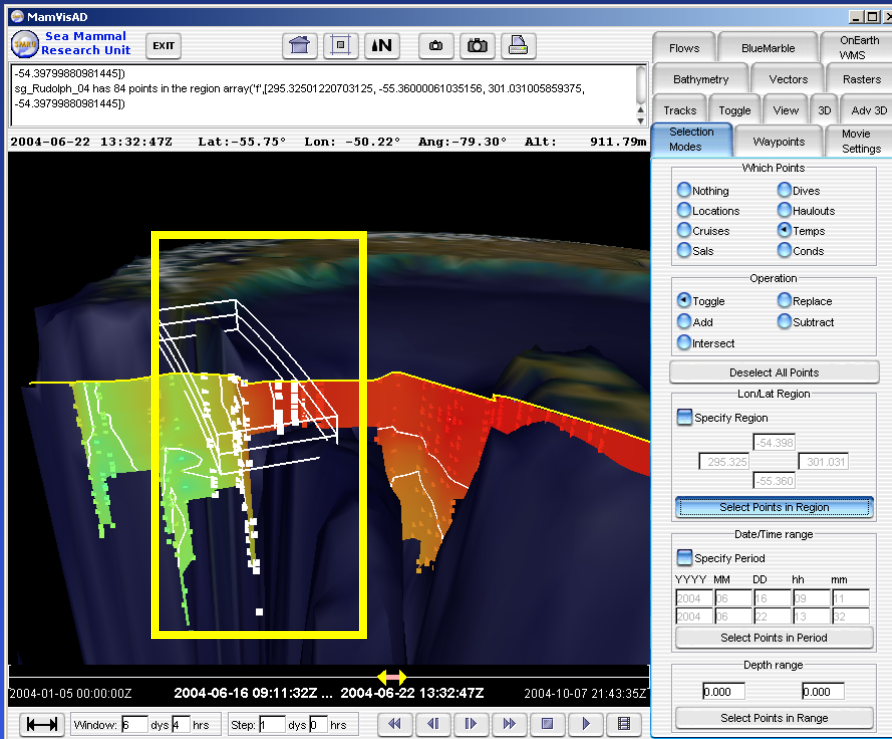 MamVisAD
SMRU
Sea Mammal
Research Unit
EXIT
N
-54.39799880981445])
sg_Rudolph_04 has 84 points in the region array('f',[295.32501220703125, -55.36000061035156, 301.031005859375,
-54.39799880981445])
2004-06-22 13:32:47Z Lat:-55.75° Lon: -50.22° Ang:-79.30° Alt: 911.79m
2004-01-05 00:00:00Z 2004-06-16 09:11:32Z ... 2004-06-22 13:32:47Z 2004-10-07 21:43:35Z
Window: 6 dys 4 hrs Step: 1 dys 0 hrs
Flows BlueMarble OnEarth
WMS
Bathymetry Vectors Rasters
Tracks Toggle View 3D Adv 3D
Selection
Modes Waypoints Movie
Settings
Which Points
Nothing Dives
Locations Haulouts
Cruises Temps
Sals Conds
Operation
Toggle Replace
Add Subtract
Intersect
Deselect All Points
Lon/Lat Region
Specify Region
-54.398
295.325 301.031
-55.360
Select Points in Region
Date/Time range
Specify Period
YYYY MM DD hh mm
2004 06 16 09 11
2004 06 22 13 32
Select Points in Period
Depth range
0.000 0.000
Select Points in Range